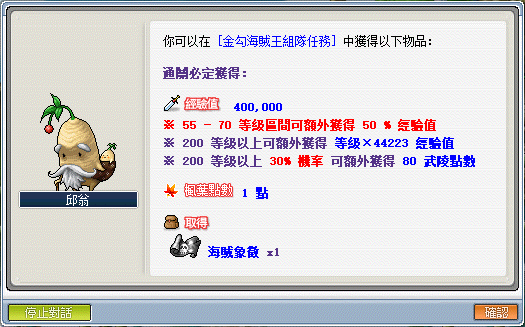 你可以在 [金勾海賊王組隊任務] 中獲得以下物品:
通關必定獲得:
經驗值 400,000
※ 55 - 70 等級區間可額外獲得 50 % 經驗值
※ 200 等級以上可額外獲得 等級×44223 經驗值
※ 200 等級以上 30% 機率 可額外獲得 80 武陵點數
楓葉點數 1 點
取得
海賊象徵 x1
邱翁
停止對話
確認